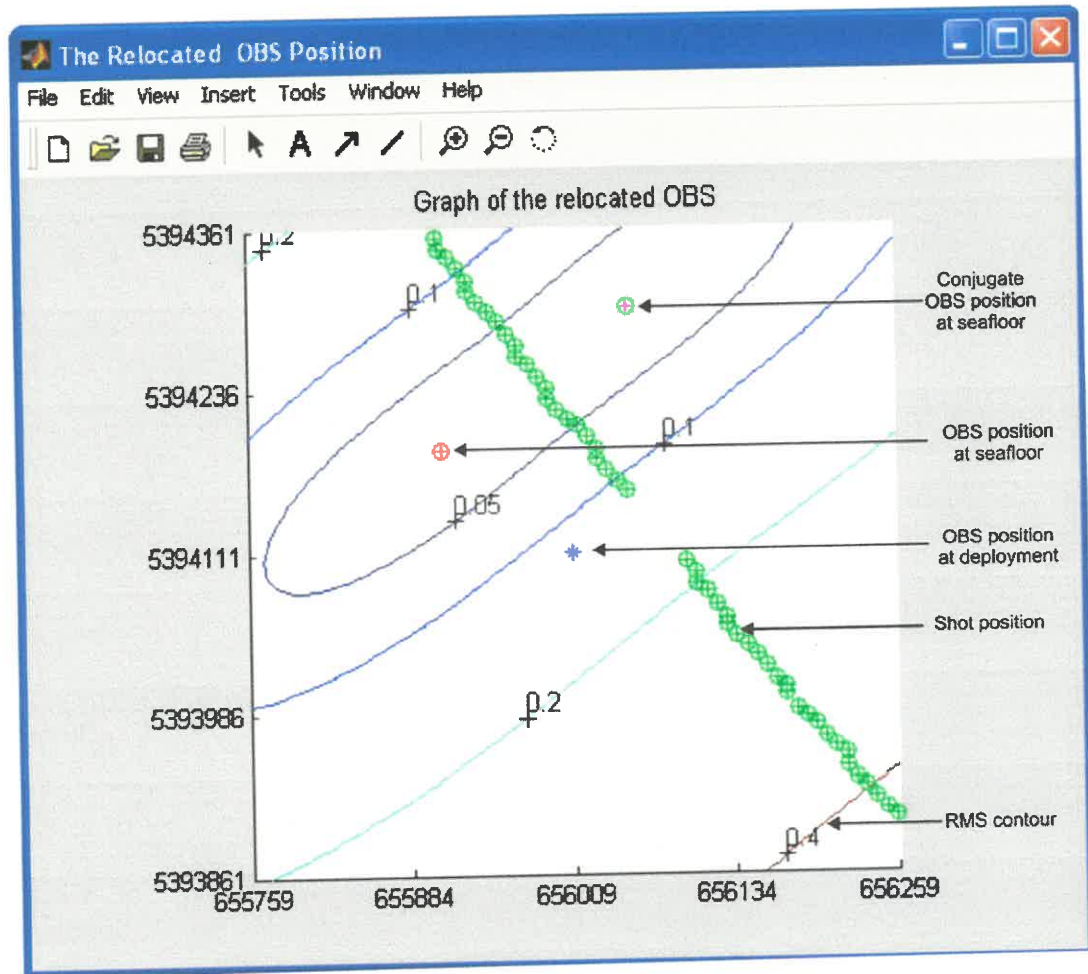 The Relocated OBS Position
File Edit View Insert Tools Window Help
A
Graph of the relocated OBS
5394361
5394236
5394111
5393986
5393861
655759
655884
656009
656134
656259
0.2
0.1
0.1
0.05
0.2
0.4
Conjugate
OBS position
at seafloor
OBS position
at seafloor
OBS position
at deployment
Shot position
RMS contour